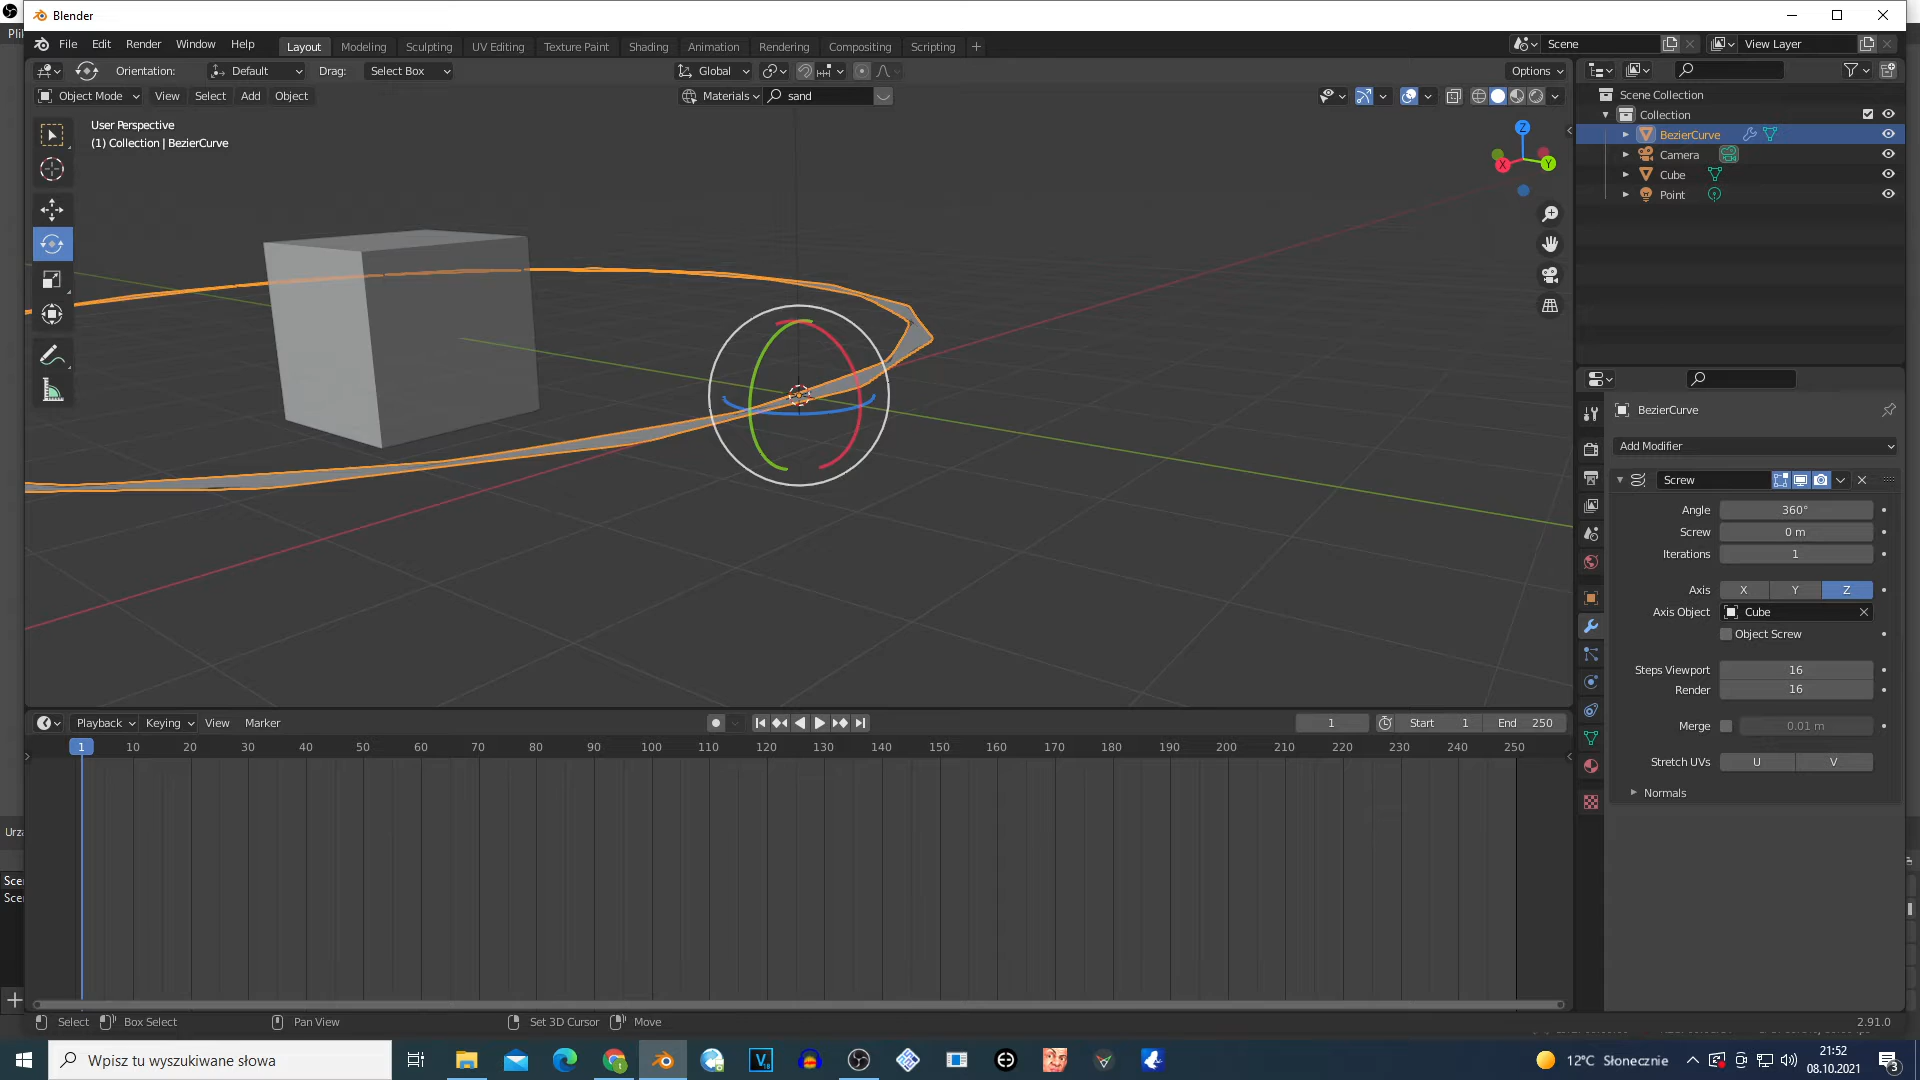 Blender
Plik
File Edit Render Window Help Layout Modeling Sculpting UV Editing Texture Paint Shading Animation Rendering Compositing Scripting + Scene View Layer
Orientation: Default Drag: Select Box Global Options
Object Mode View Select Add Object Materials sand
User Perspective
(1) Collection | BezierCurve
Z
X
Y
Scene Collection
Collection
BezierCurve
Camera
Cube
Point
BezierCurve
Add Modifier
Screw
Angle 360°
Screw 0 m
Iterations 1
Axis X Y Z
Axis Object Cube
Object Screw
Steps Viewport 16
Render 16
Merge 0.01 m
Stretch UVs U V
Normals
Playback Keying View Marker 1 Start 1 End 250
1 10 20 30 40 50 60 70 80 90 100 110 120 130 140 150 160 170 180 190 200 210 220 230 240 250
Urza
Scen
Scen
Select Box Select Pan View Set 3D Cursor Move 2.91.0
Wpisz tu wyszukiwane słowa 12°C Słonecznie 21:52
08.10.2021
3